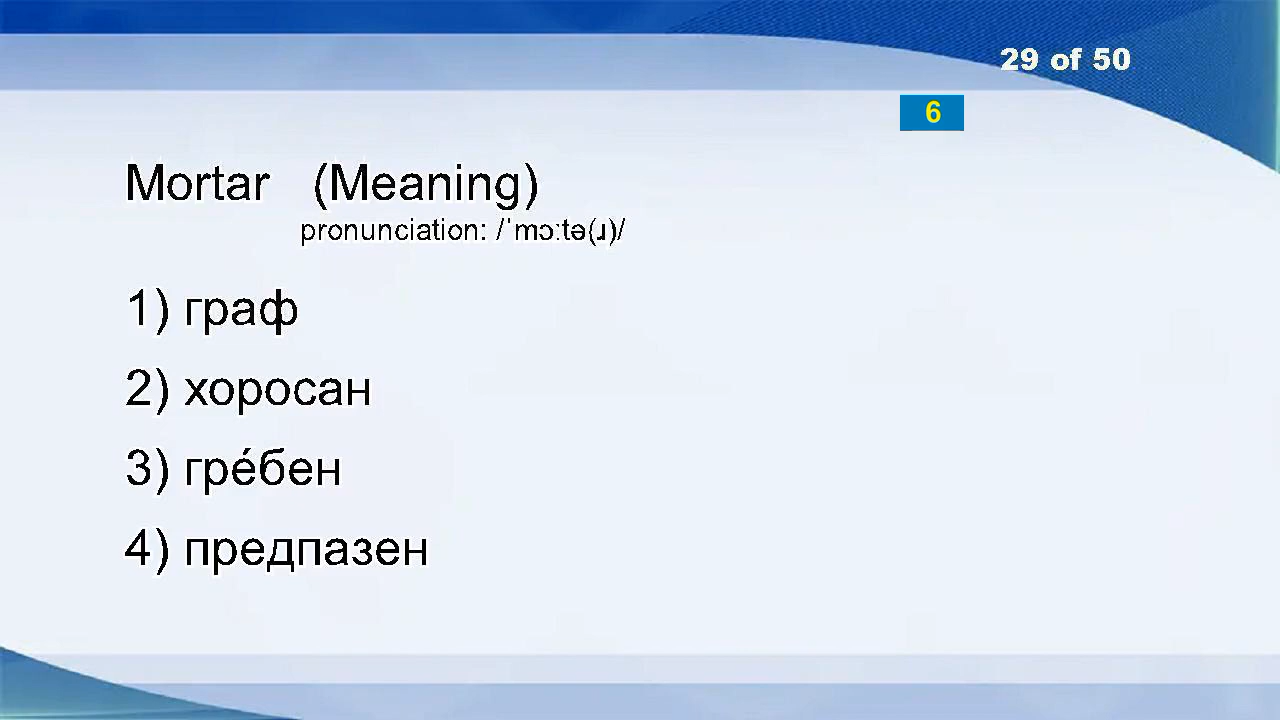 29 of 50
6
Mortar (Meaning)
pronunciation: /ˈmɔːtə(ɹ)/
1) граф
2) хоросан
3) гре́бен
4) предпазен